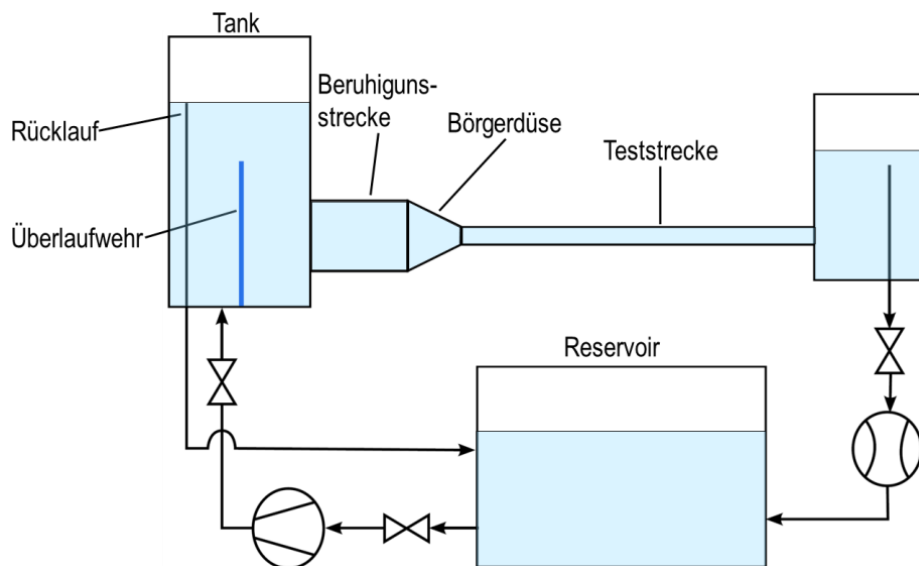 Tank
Beruhiguns-
strecke
Börgerdüse
Rücklauf
Teststrecke
Überlaufwehr
Reservoir